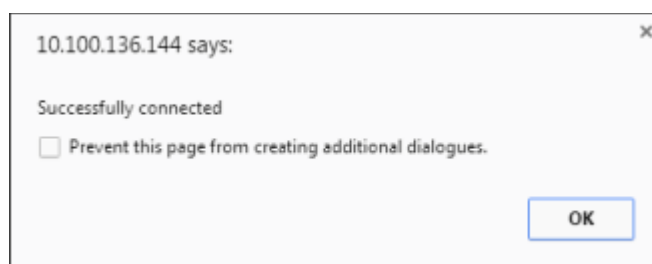 10.100.136.144 says:
Successfully connected
Prevent this page from creating additional dialogues.
OK